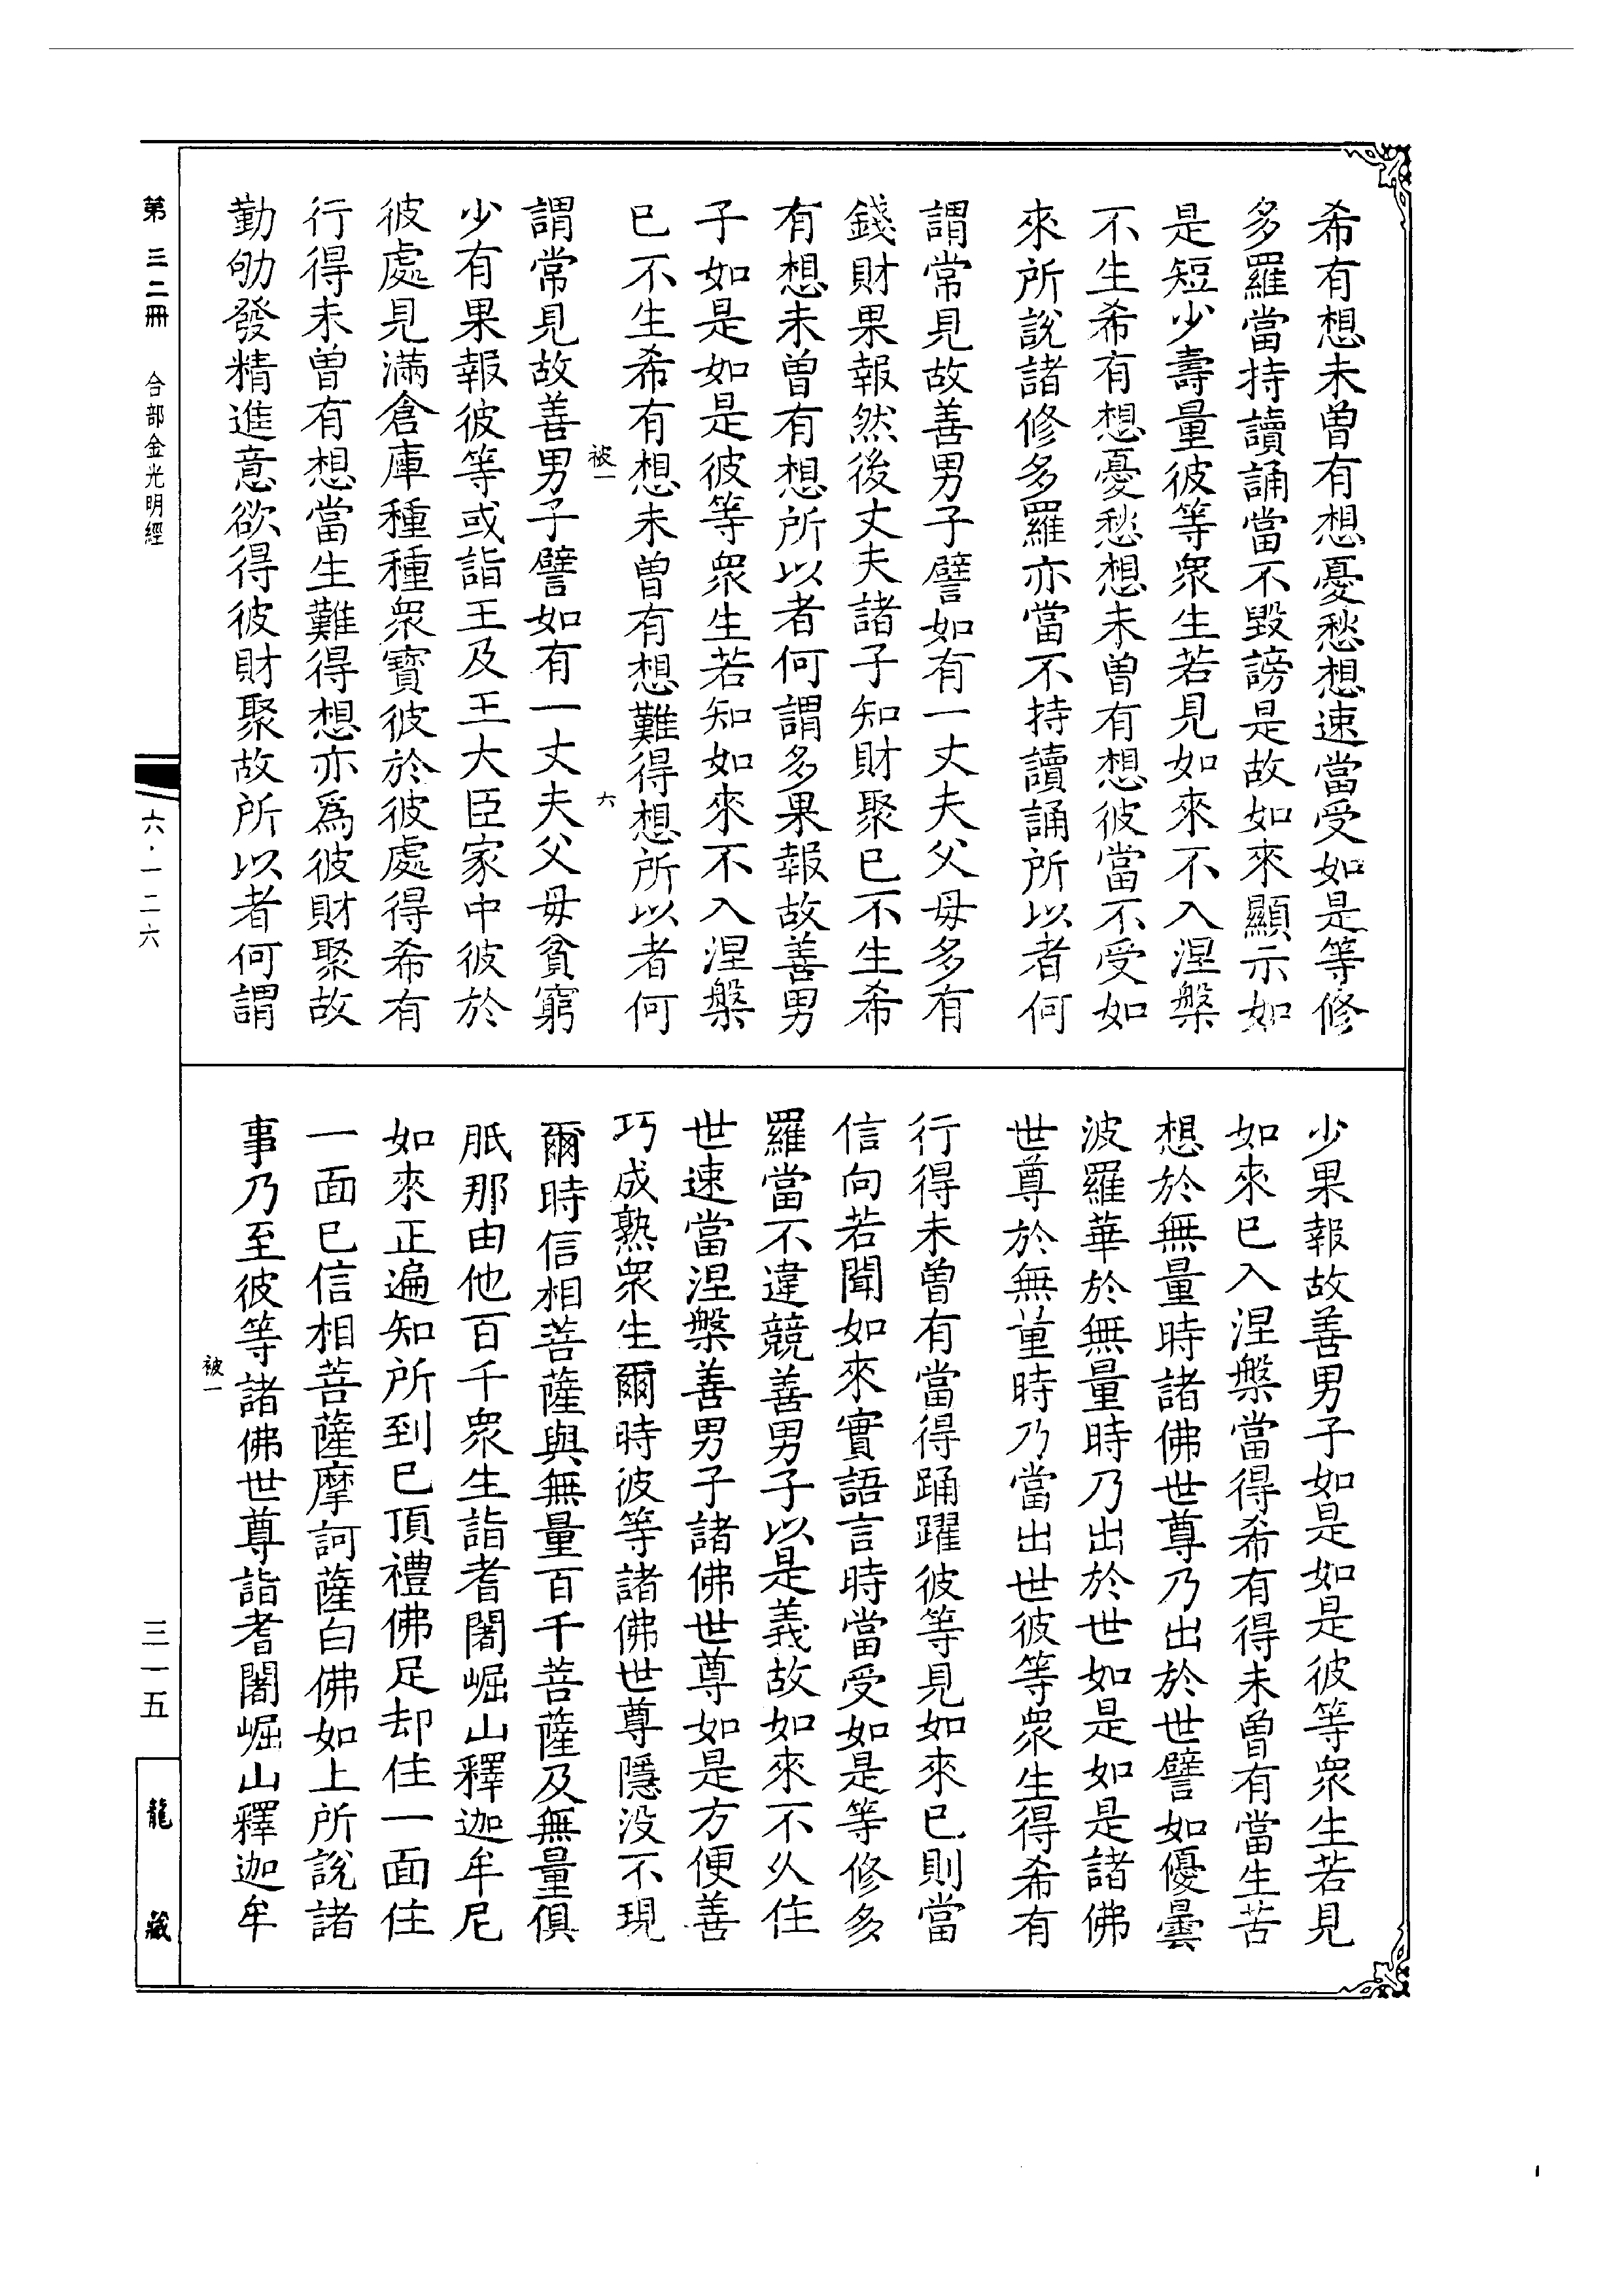 希有想未曾有想憂愁想速當受如是等修
多羅當持讀誦當不毀謗是故如來顯示如
是短少壽量彼等眾生若見如來不入涅槃
不生希有想憂愁想未曾有想彼當不受如
來所說諸修多羅亦當不持讀誦所以者何
謂常見故善男子譬如有一丈夫父母多有
錢財果報然後丈夫諸子知財聚已不生希
有想未曾有想所以者何謂多果報故善男
子如是如是彼等眾生若知如來不入涅槃
已不生希有想未曾有想難得想所以者何
被一
六
謂常見故善男子譬如有一丈夫父母貧窮
少有果報彼等或詣王及王大臣家中彼於
彼處見滿倉庫種種眾寶彼於彼處得希有
行得未曾有想當生難得想亦為彼財聚故
勤劬發精進意欲得彼財聚故所以者何謂
少果報故善男子如是如是彼等眾生若見
如來已入涅槃當得希有得未曾有當生苦
想於無量時諸佛世尊乃出於世譬如優曇
波羅華於無量時乃出於世如是如是諸佛
世尊於無量時乃當出世彼等眾生得希有
行得未曾有當得踊躍彼等見如來已則當
信向若聞如來實語言時當受如是等修多
羅當不違競善男子以是義故如來不久住
世速當涅槃善男子諸佛世尊如是方便善
巧成熟眾生爾時彼等諸佛世尊隱沒不現
爾時信相菩薩與無量百千菩薩及無量俱
胝那由他百千眾生詣耆闍崛山釋迦牟尼
如來正遍知所到已頂禮佛足却住一面住
一面已信相菩薩摩訶薩白佛如上所說諸
事乃至彼等諸佛世尊詣耆闍崛山釋迦牟
被一
第三二冊 合部金光明經
六·一二六
三一五
龍藏